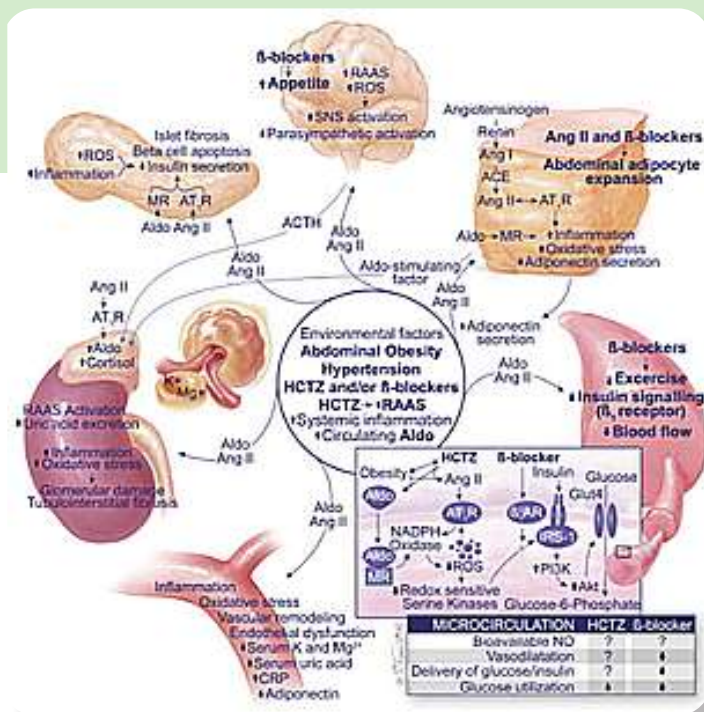 ß-blockers
↑Appetite
↑RAAS
↑ROS
↑SNS activation
Parasympathetic activation
Angiotensinogen
Renin
Ang I
ACE
Ang II
AT₁R
Aldo MR
Inflammation
Oxidative stress
Adiponectin secretion
Ang II and ß-blockers
Abdominal adipocyte
expansion
Islet fibrosis
Beta cell apoptosis
Insulin secretion
↑ROS
Inflammation
MR AT₁R
Aldo Ang II
ACTH
Aldo
Ang II
Aldo
Ang II
Aldo-stimulating
factor
Aldo
Ang II
Adiponectin
secretion
Ang II
AT₁R
↑Aldo
↑Cortisol
K+
Mg
Environmental factors
Abdominal Obesity
Hypertension
HCTZ and/or ß-blockers
HCTZ→↑RAAS
↑Systemic inflammation
↑Circulating Aldo
Aldo
Ang II
ß-blockers
Excercise
Insulin signalling
Blood flow
RAAS Activation
Uric acid excretion
Inflammation
Oxidative stress
Glomerular damage
Tubulointerstitial fibrosis
Aldo
Ang II
Aldo
Ang II
HCTZ ß-blocker
Obesity
Ang II
Insulin
Glucose
Glut4
Aldo
AT₁R
IRS-1
NADPH
Oxidase
Aldo
MR
ROS
PI3K
Akt
Redox sensitive
Serine Kinases
Glucose-6-Phosphate
Inflammation
Oxidative stress
Vascular remodeling
Endothelial dysfunction
Serum K and Mg
Serum uric acid
CRP
Adiponectin
MICROCIRCULATION HCTZ ß-blocker
Bioavailable NO ? ?
Vasodilatation ?
Delivery of glucose/insulin ?
Glucose utilization